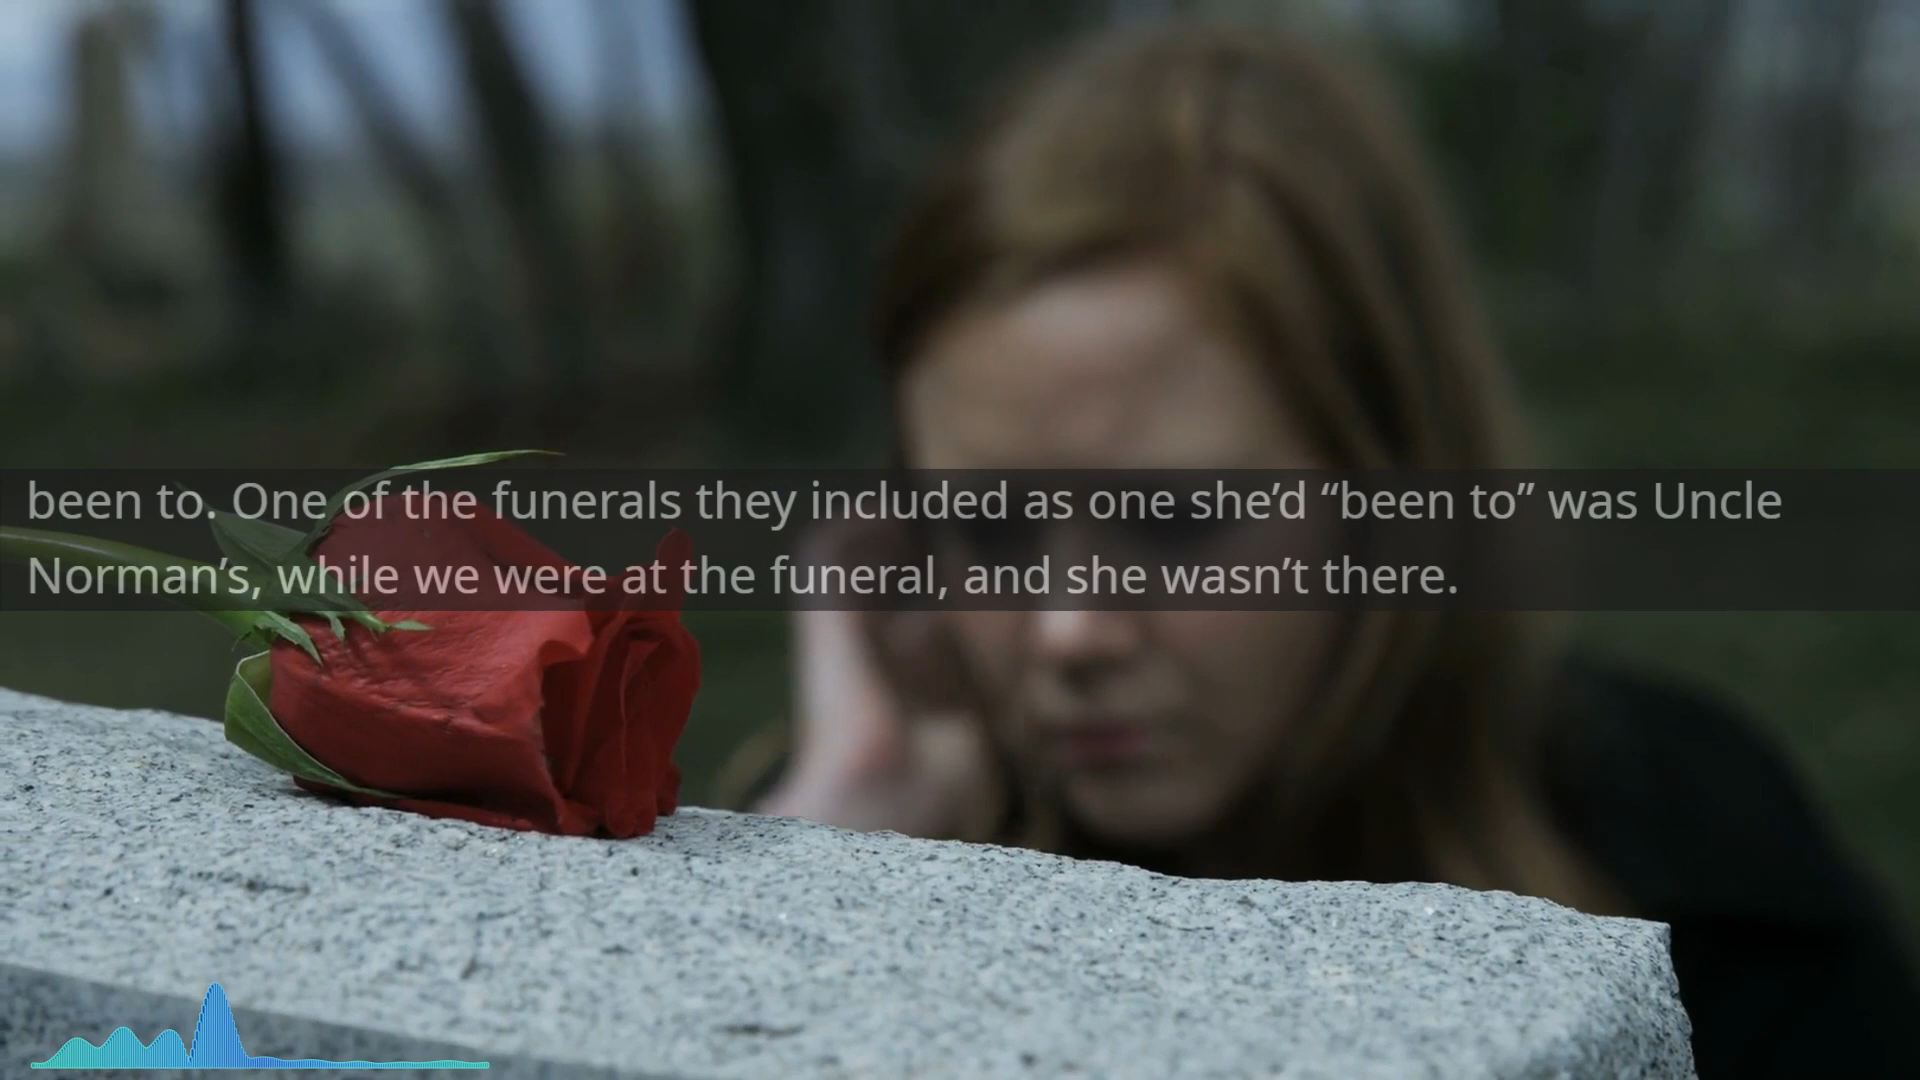 been to. One of the funerals they included as one she’d “been to” was Uncle
Norman’s, while we were at the funeral, and she wasn’t there.